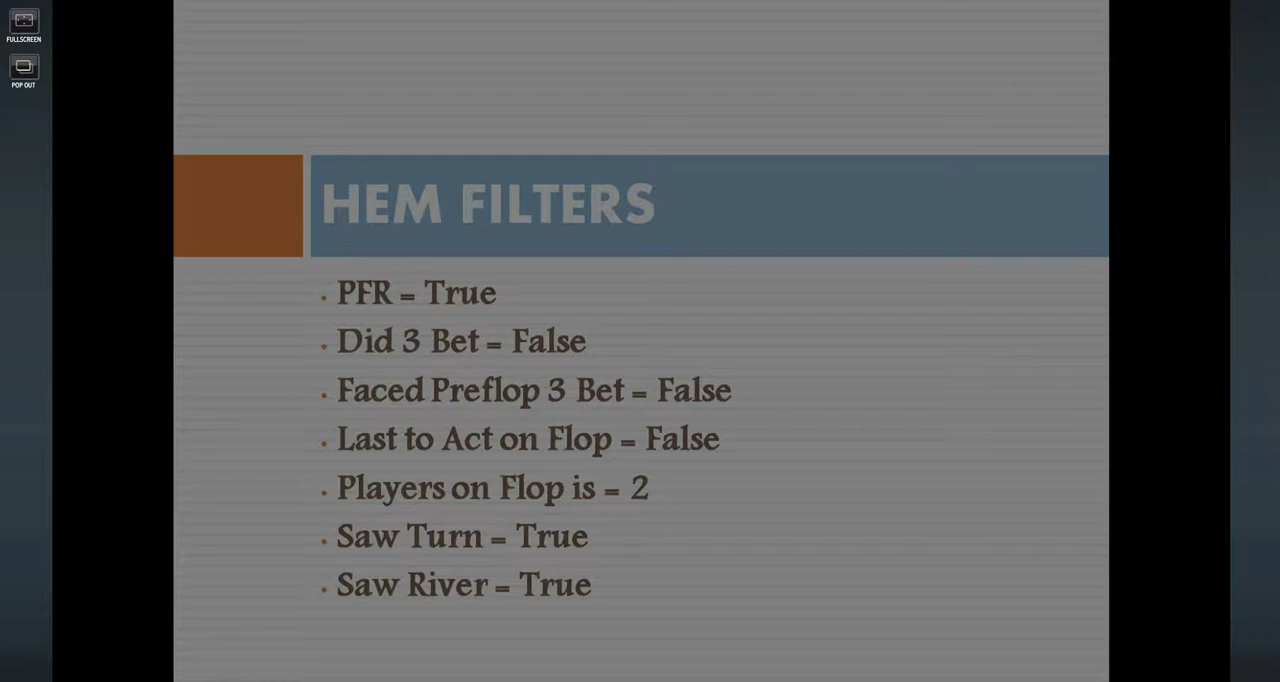 FULLSCREEN
POP OUT
HEM FILTERS
• PFR = True
• Did 3 Bet = False
• Faced Preflop 3 Bet = False
• Last to Act on Flop = False
• Players on Flop is = 2
• Saw Turn = True
• Saw River = True